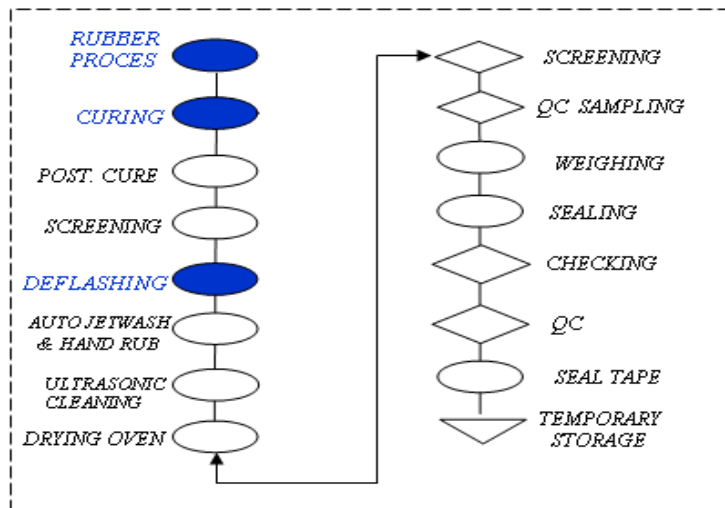 RUBBER
PROCES
CURING
POST. CURE
SCREENING
DEFLASHING
AUTO JETWASH
& HAND RUB
ULTRASONIC
CLEANING
DRYING OVEN
SCREENING
QC SAMPLING
WEIGHING
SEALING
CHECKING
QC
SEAL TAPE
TEMPORARY
STORAGE